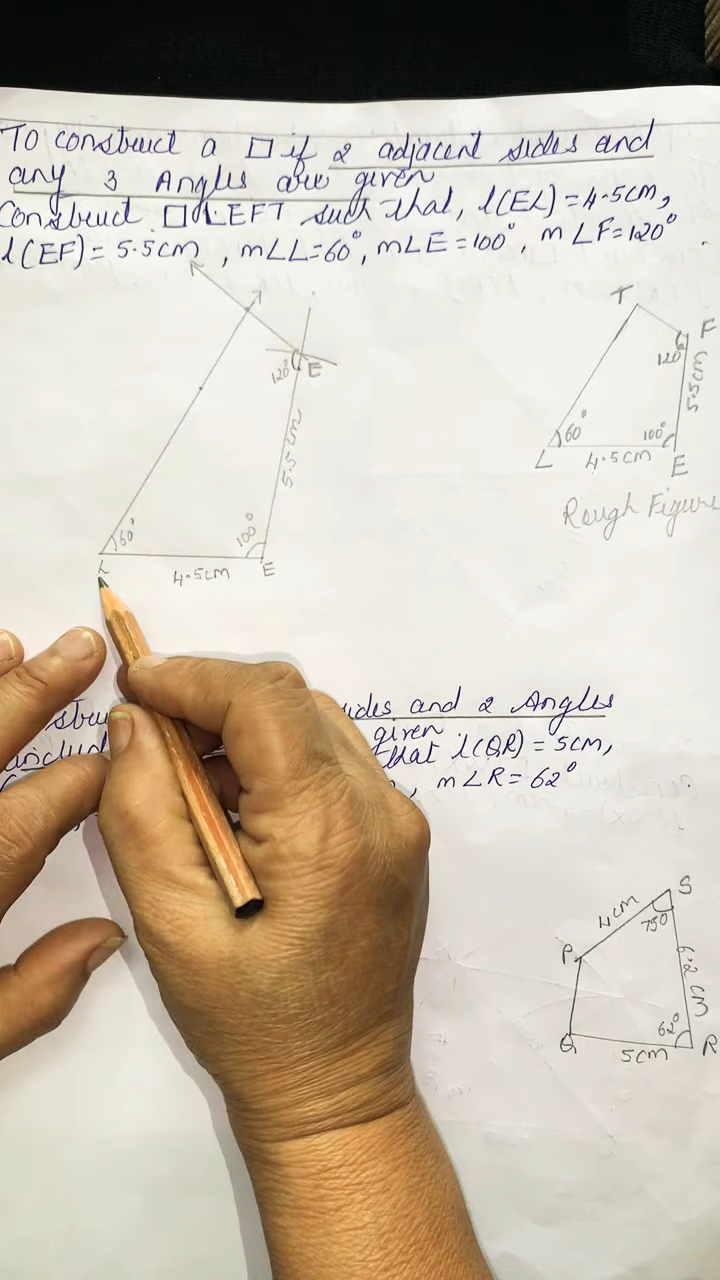 To construct a □ if 2 adjacent sides and
any 3 Angles are given
Construct □ LEFT such that, l(EL) = 4.5cm,
l(EF) = 5.5cm, m∠L=60°, m∠E=100°, m∠F=120°
120° E
5.5cm
60° 100°
L 4.5cm E
T
F
120°
5.5cm
60° 100°
L 4.5cm E
Rough Figure
sides and 2 Angles
given
that l(QR) = 5cm,
, m∠R= 62°
S
4cm
75°
P
6.2cm
62°
Q 5cm R